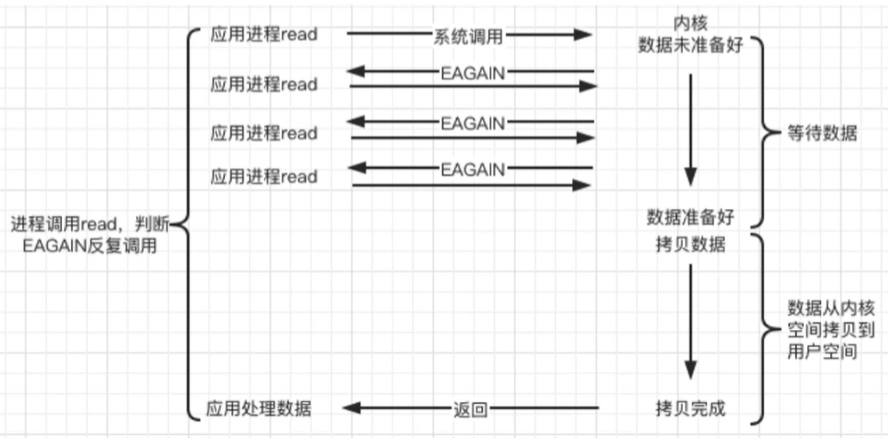 应用进程read
系统调用
内核
数据未准备好
EAGAIN
应用进程read
EAGAIN
应用进程read
等待数据
EAGAIN
应用进程read
进程调用read，判断
EAGAIN反复调用
数据准备好
拷贝数据
数据从内核
空间拷贝到
用户空间
应用处理数据
返回
拷贝完成